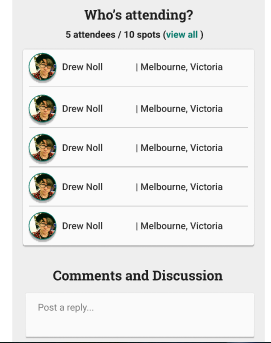 Who's attending?
5 attendees / 10 spots (view all )
Drew Noll | Melbourne, Victoria
Drew Noll | Melbourne, Victoria
Drew Noll | Melbourne, Victoria
Drew Noll | Melbourne, Victoria
Drew Noll | Melbourne, Victoria
Comments and Discussion
Post a reply...